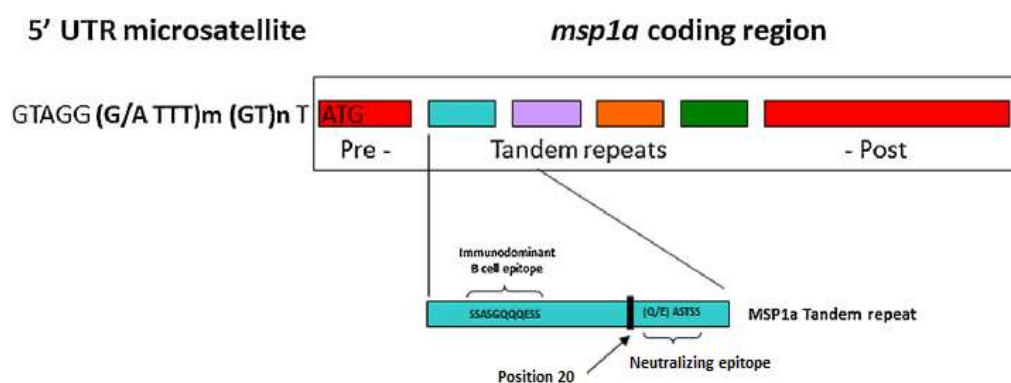 5' UTR microsatellite
msp1a coding region
GTAGG (G/A TTT)m (GT)n T ATG
Pre -
Tandem repeats
- Post
Immunodominant
B cell epitope
SSASGQQQESS
(Q/E) ASTSS
MSP1a Tandem repeat
Position 20
Neutralizing epitope